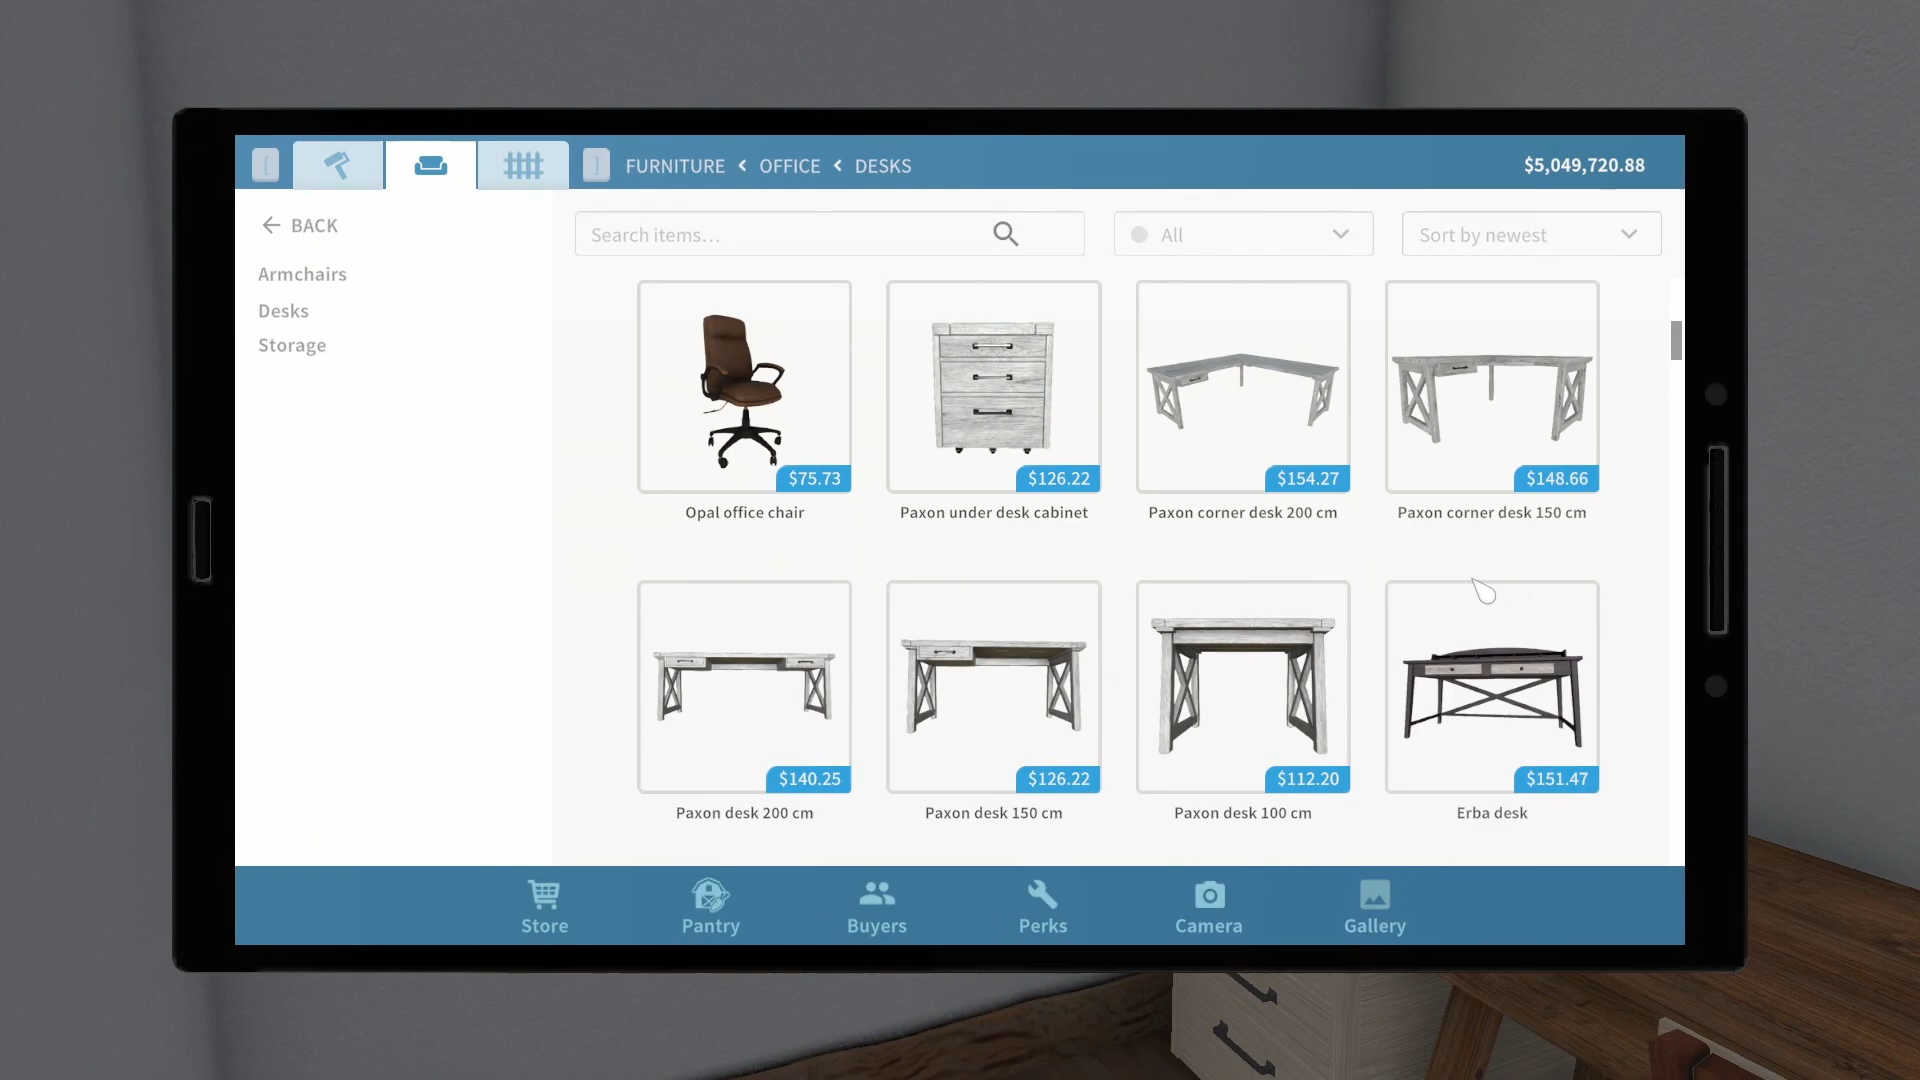 [
]
FURNITURE < OFFICE < DESKS
$5,049,720.88
BACK
Armchairs
Desks
Storage
Search items...
All
Sort by newest
$75.73
$126.22
$154.27
$148.66
Opal office chair
Paxon under desk cabinet
Paxon corner desk 200 cm
Paxon corner desk 150 cm
$140.25
$126.22
$112.20
$151.47
Paxon desk 200 cm
Paxon desk 150 cm
Paxon desk 100 cm
Erba desk
Store
Pantry
Buyers
Perks
Camera
Gallery